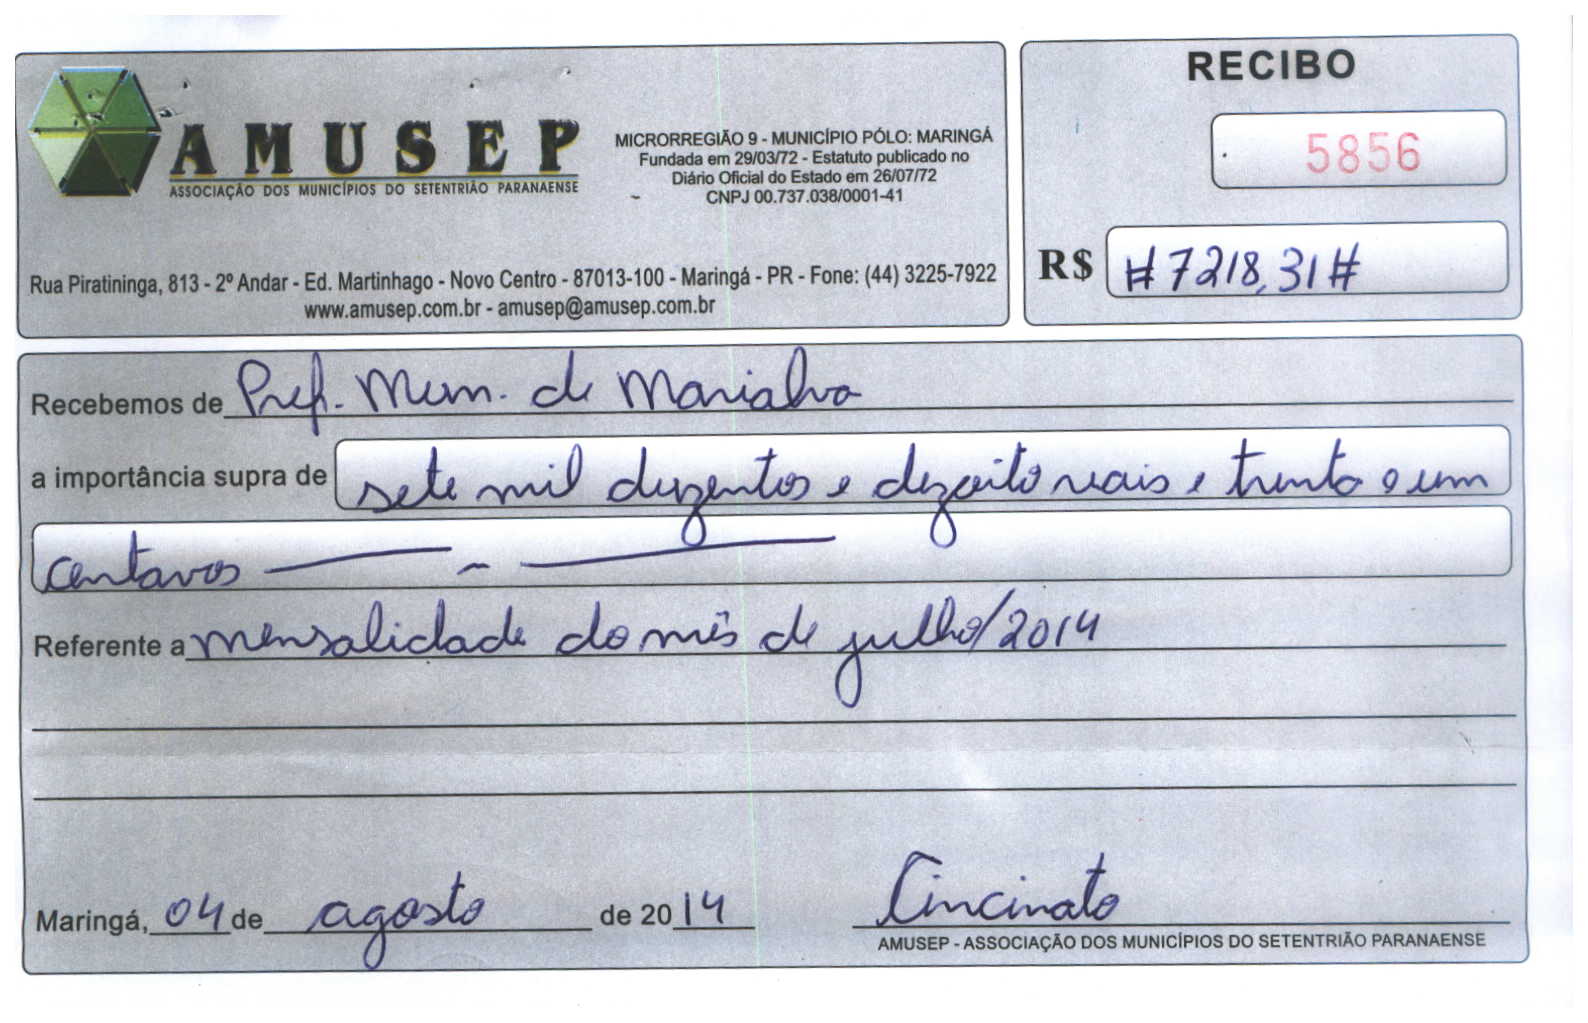 AMUSEP
ASSOCIAÇÃO DOS MUNICÍPIOS DO SETENTRIÃO PARANAENSE
MICRORREGIÃO 9 - MUNICÍPIO PÓLO: MARINGÁ
Fundada em 29/03/72 - Estatuto publicado no
Diário Oficial do Estado em 26/07/72
CNPJ 00.737.038/0001-41
Rua Piratininga, 813 - 2º Andar - Ed. Martinhago - Novo Centro - 87013-100 - Maringá - PR - Fone: (44) 3225-7922
www.amusep.com.br - amusep@amusep.com.br
RECIBO
5856
R$ #7218,31#
Recebemos de Pref. Mun. de Marialva
a importância supra de sete mil duzentos e dezoito reais e trinta e um
centavos
Referente a mensalidade do mês de julho/2014
Maringá, 04 de agosto de 2014
Cincinato
AMUSEP - ASSOCIAÇÃO DOS MUNICÍPIOS DO SETENTRIÃO PARANAENSE